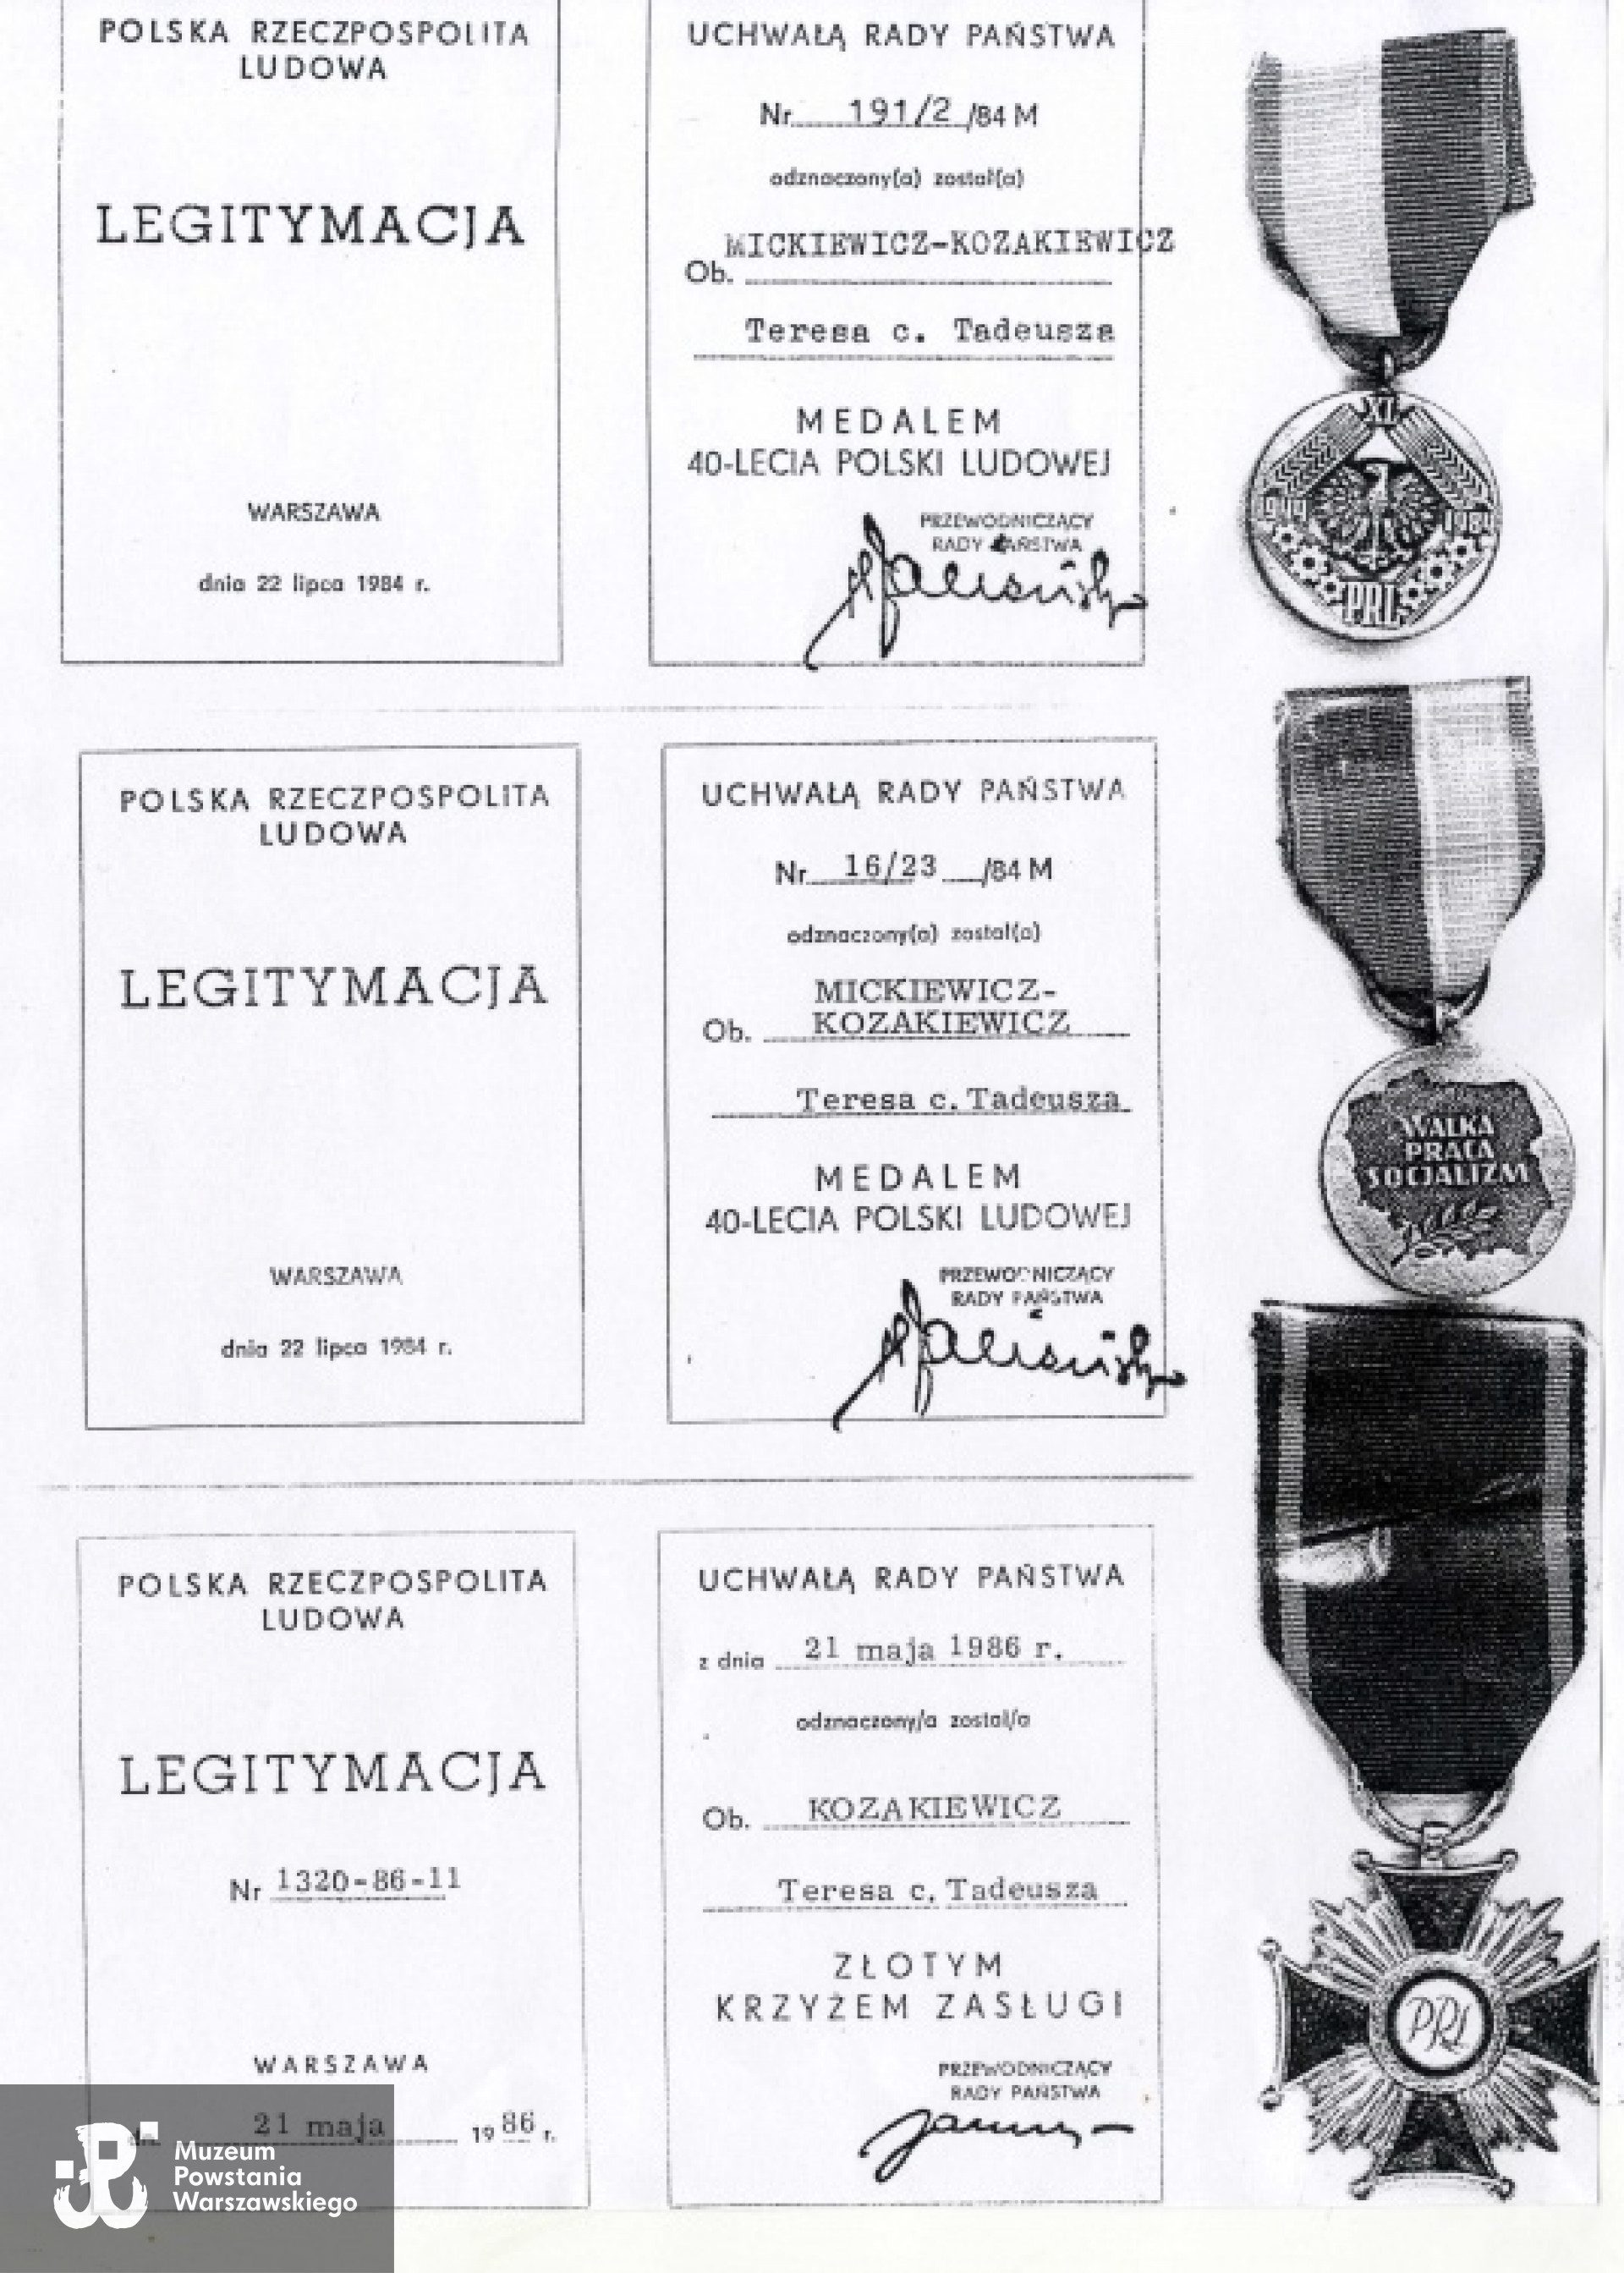 POLSKA RZECZPOSPOLITA
LUDOWA
LEGITYMACJA
WARSZAWA
dnia 22 lipca 1984 r.
UCHWAŁĄ RADY PAŃSTWA
Nr 191/2 /84 M
odznaczony(a) został(a)
MICKIEWICZ-KOZAKIEWICZ
Ob.
Teresa c. Tadeusza
MEDALEM
40-LECIA POLSKI LUDOWEJ
PRZEWODNICZĄCY
RADY PAŃSTWA
XL
1944 1984
PRL
POLSKA RZECZPOSPOLITA
LUDOWA
LEGITYMACJA
WARSZAWA
dnia 22 lipca 1984 r.
UCHWAŁĄ RADY PAŃSTWA
Nr 16/23 /84 M
odznaczony(a) został(a)
MICKIEWICZ-
Ob. KOZAKIEWICZ
Teresa c. Tadeusza
MEDALEM
40-LECIA POLSKI LUDOWEJ
PRZEWODNICZĄCY
RADY PAŃSTWA
WALKA
PRACA
SOCJALIZM
POLSKA RZECZPOSPOLITA
LUDOWA
LEGITYMACJA
Nr 1320-86-11
WARSZAWA
dn. 21 maja 1986 r.
UCHWAŁĄ RADY PAŃSTWA
z dnia 21 maja 1986 r.
odznaczony/a został/a
Ob. KOZAKIEWICZ
Teresa c. Tadeusza
ZŁOTYM
KRZYŻEM ZASŁUGI
PRZEWODNICZĄCY
RADY PAŃSTWA
PRL
Muzeum
Powstania
Warszawskiego